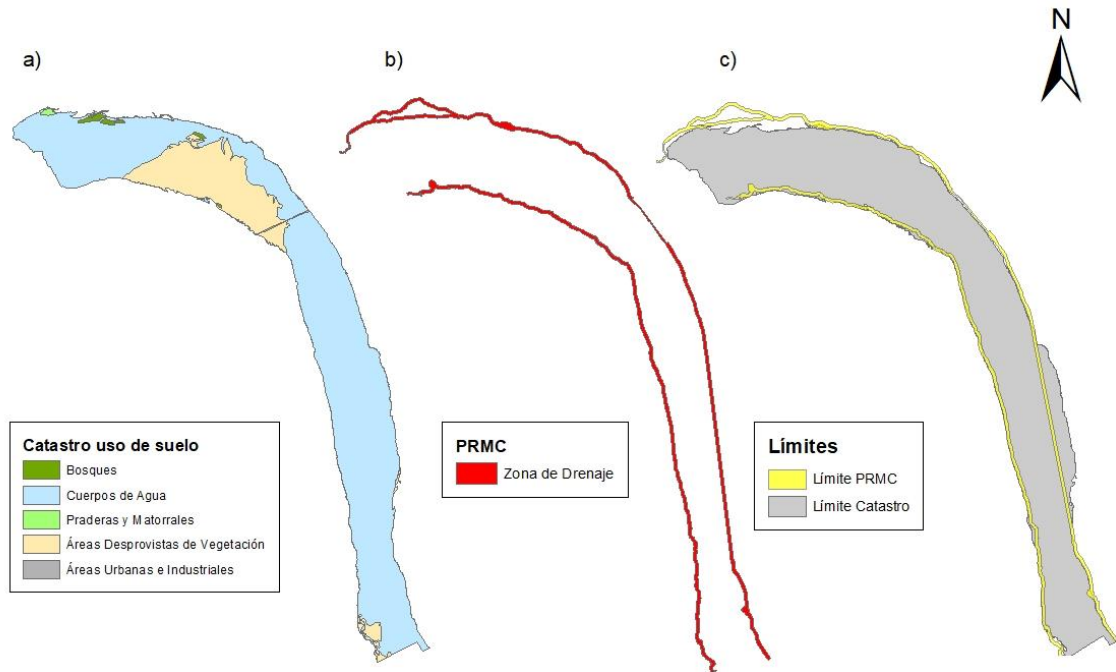 a)
b)
c)
N
Catastro uso de suelo
Bosques
Cuerpos de Agua
Praderas y Matorrales
Áreas Desprovistas de Vegetación
Áreas Urbanas e Industriales
PRMC
Zona de Drenaje
Límites
Límite PRMC
Límite Catastro